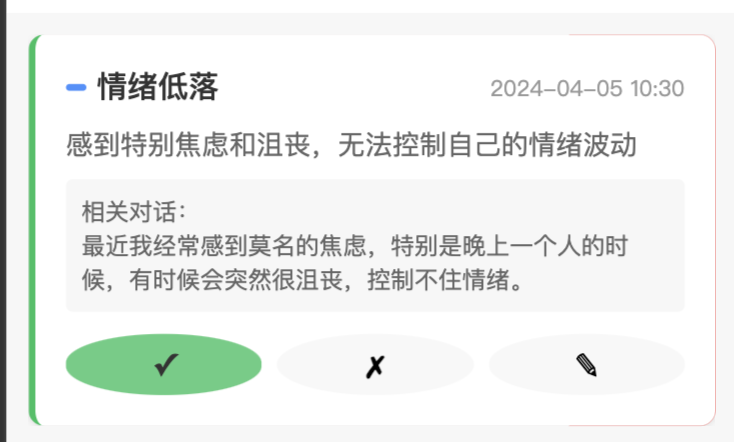 情绪低落
2024-04-05 10:30
感到特别焦虑和沮丧，无法控制自己的情绪波动
相关对话：
最近我经常感到莫名的焦虑，特别是晚上一个人的时
候，有时候会突然很沮丧，控制不住情绪。